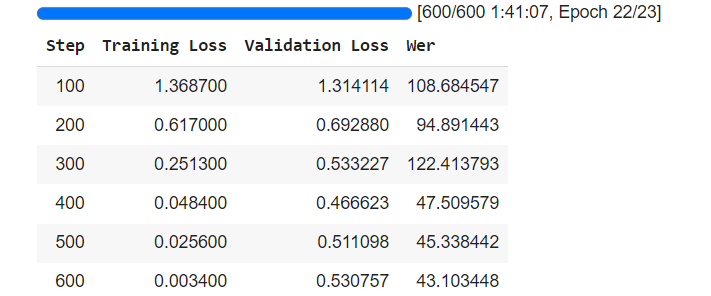 [600/600 1:41:07, Epoch 22/23]
Step Training Loss Validation Loss Wer
100 1.368700 1.314114 108.684547
200 0.617000 0.692880 94.891443
300 0.251300 0.533227 122.413793
400 0.048400 0.466623 47.509579
500 0.025600 0.511098 45.338442
600 0.003400 0.530757 43.103448